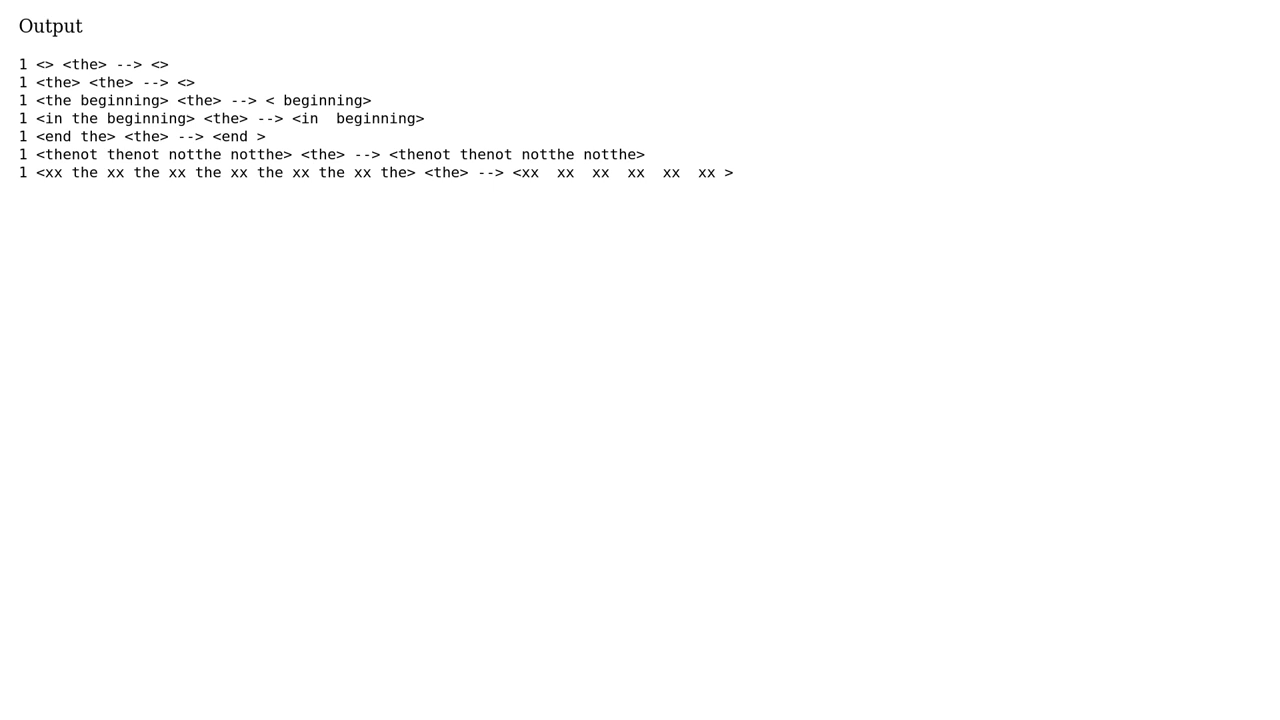 Output
1 <> <the> --> <>
1 <the> <the> --> <>
1 <the beginning> <the> --> < beginning>
1 <in the beginning> <the> --> <in  beginning>
1 <end the> <the> --> <end >
1 <thenot thenot notthe notthe> <the> --> <thenot thenot notthe notthe>
1 <xx the xx the xx the xx the xx the xx the> <the> --> <xx  xx  xx  xx  xx  xx >